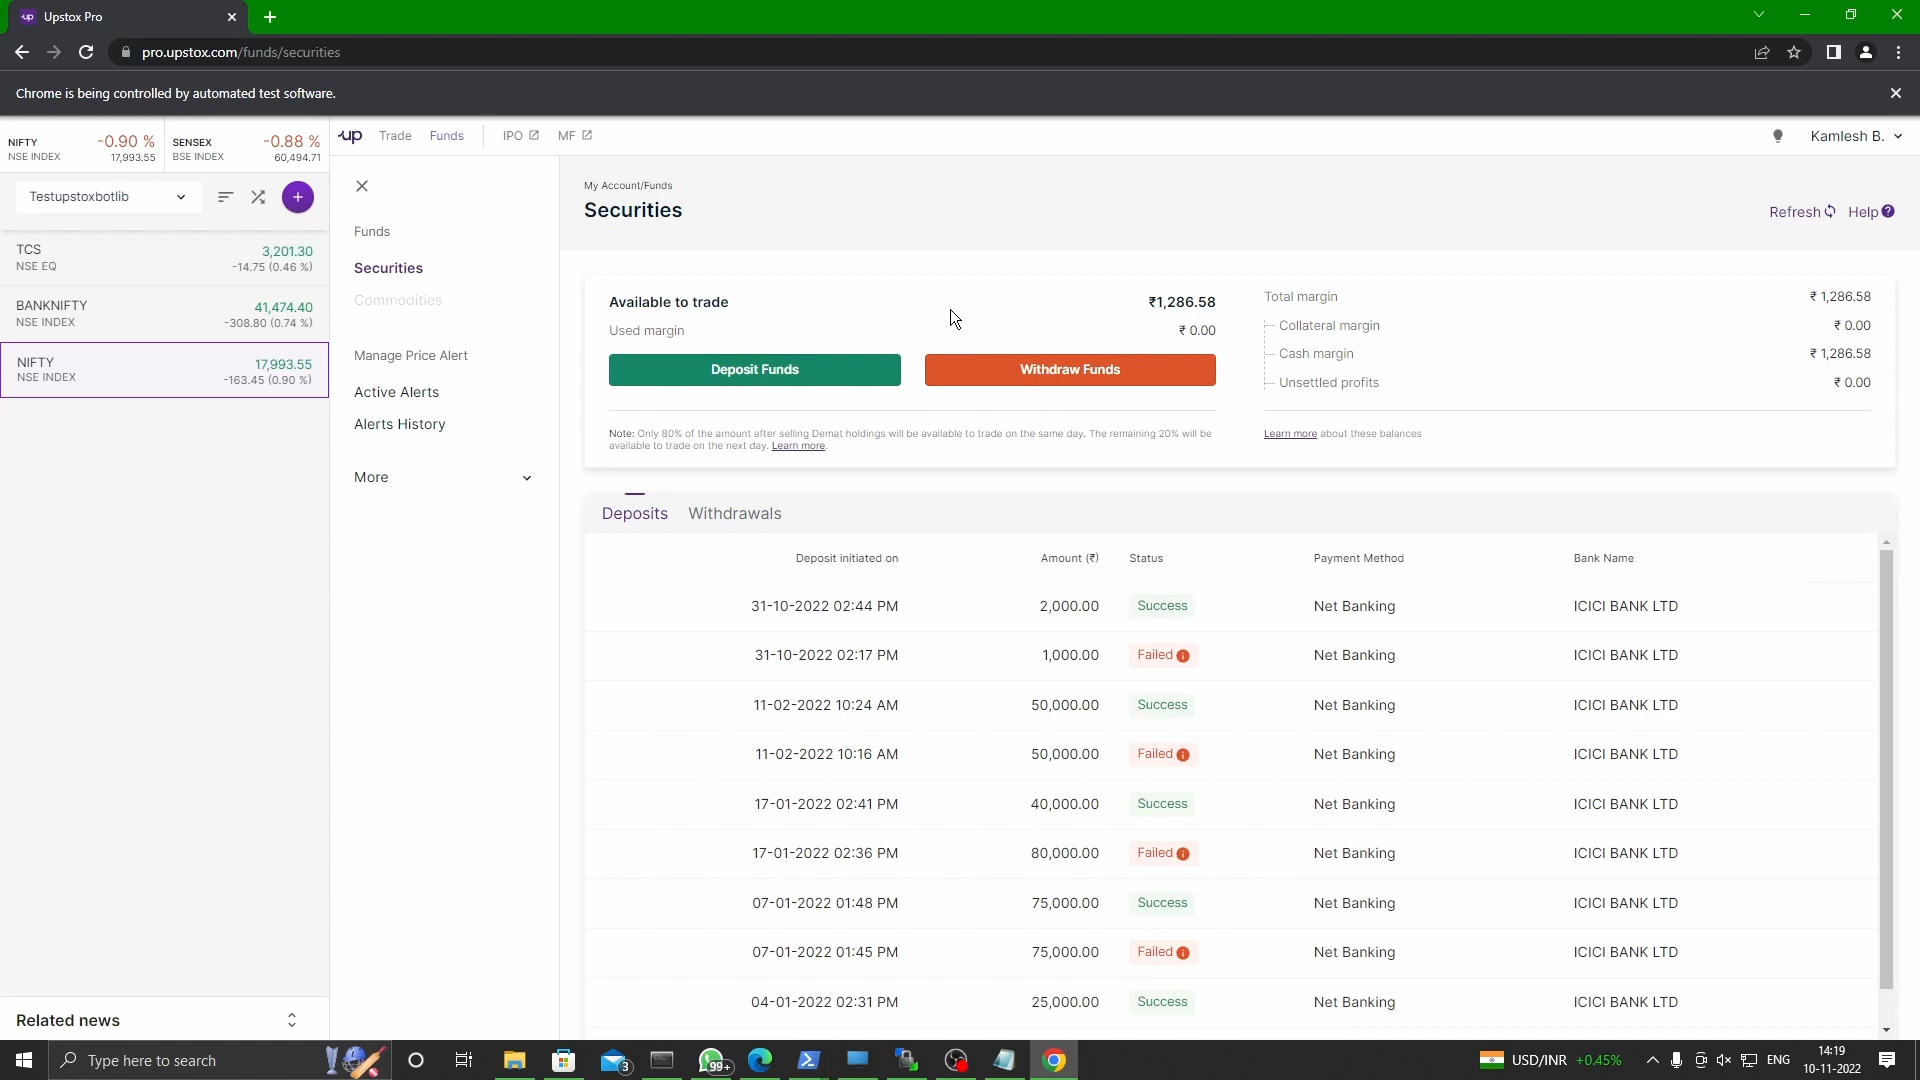 Upstox Pro
pro.upstox.com/funds/securities
Chrome is being controlled by automated test software.
NIFTY -0.90 %
NSE INDEX 17,993.55
SENSEX -0.88 %
BSE INDEX 60,494.71
up Trade Funds IPO MF
Kamlesh B.
Testupstoxbotlib
TCS 3,201.30
NSE EQ -14.75 (0.46 %)
BANKNIFTY 41,474.40
NSE INDEX -308.80 (0.74 %)
NIFTY 17,993.55
NSE INDEX -163.45 (0.90 %)
Related news
Funds
Securities
Commodities
Manage Price Alert
Active Alerts
Alerts History
More
My Account/Funds
Securities
Refresh Help
Available to trade ₹1,286.58
Used margin ₹ 0.00
Deposit Funds Withdraw Funds
Note: Only 80% of the amount after selling Demat holdings will be available to trade on the same day. The remaining 20% will be
available to trade on the next day. Learn more.
Total margin ₹ 1,286.58
Collateral margin ₹ 0.00
Cash margin ₹ 1,286.58
Unsettled profits ₹ 0.00
Learn more about these balances
Deposits Withdrawals
Deposit initiated on Amount (₹) Status Payment Method Bank Name
31-10-2022 02:44 PM 2,000.00 Success Net Banking ICICI BANK LTD
31-10-2022 02:17 PM 1,000.00 Failed Net Banking ICICI BANK LTD
11-02-2022 10:24 AM 50,000.00 Success Net Banking ICICI BANK LTD
11-02-2022 10:16 AM 50,000.00 Failed Net Banking ICICI BANK LTD
17-01-2022 02:41 PM 40,000.00 Success Net Banking ICICI BANK LTD
17-01-2022 02:36 PM 80,000.00 Failed Net Banking ICICI BANK LTD
07-01-2022 01:48 PM 75,000.00 Success Net Banking ICICI BANK LTD
07-01-2022 01:45 PM 75,000.00 Failed Net Banking ICICI BANK LTD
04-01-2022 02:31 PM 25,000.00 Success Net Banking ICICI BANK LTD
Type here to search
3
99+
USD/INR +0.45%
ENG
14:19
10-11-2022